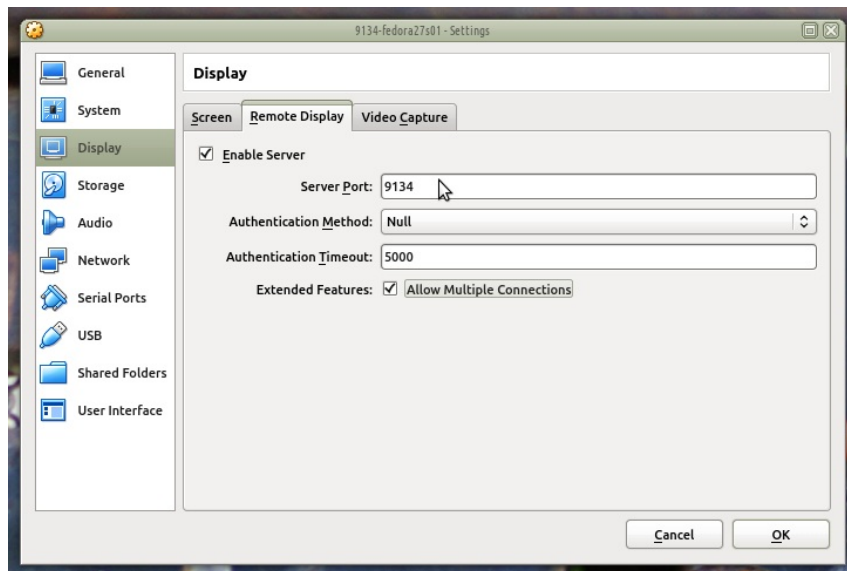 9134-fedora27s01 - Settings
General
System
Display
Storage
Audio
Network
Serial Ports
USB
Shared Folders
User Interface
Display
Screen
Remote Display
Video Capture
Enable Server
Server Port: 9134
Authentication Method: Null
Authentication Timeout: 5000
Extended Features: Allow Multiple Connections
Cancel
OK